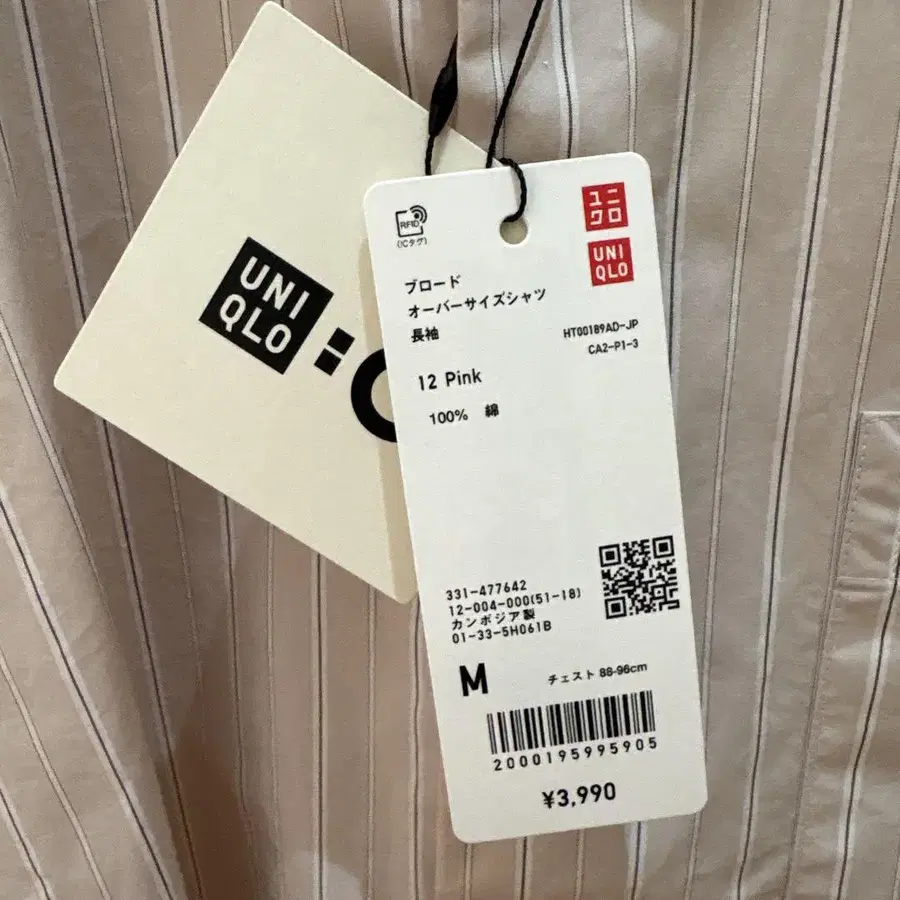 UNI
QLO
: C
RFID
(ICタグ)
ユニ
クロ
UNI
QLO
ブロード
オーバーサイズシャツ
長袖
HT00189AD-JP
CA2-P1-3
12 Pink
100% 綿
331-477642
12-004-000(51-18)
カンボジア製
01-33-5H061B
M
チェスト 88-96cm
2000195995905
¥3,990